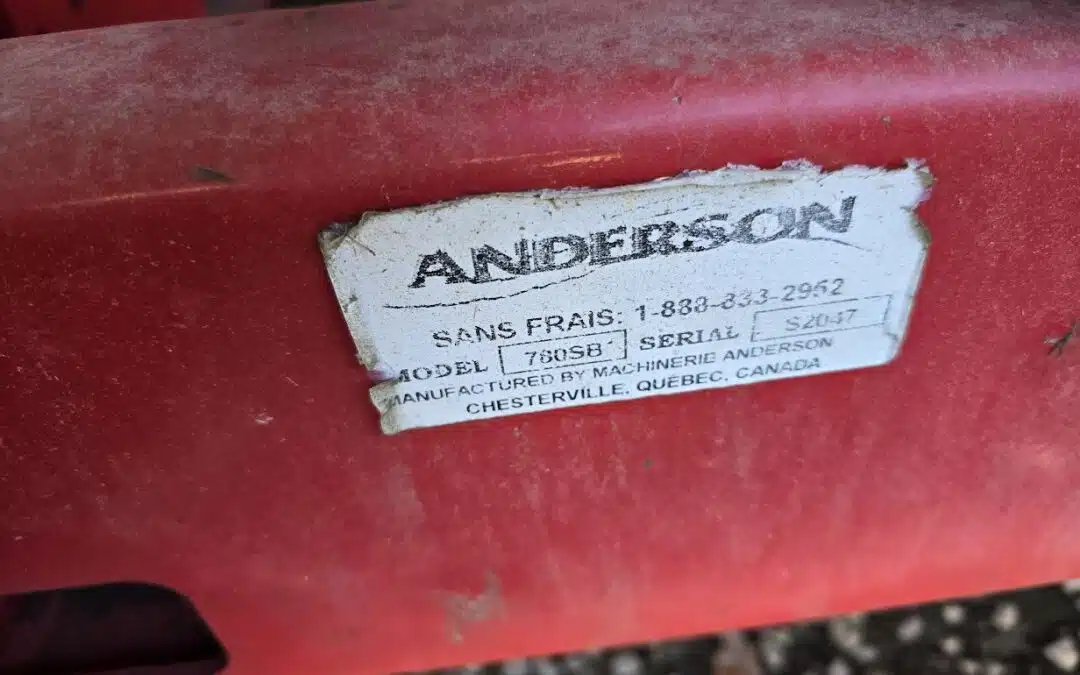 ANDERSON
SANS FRAIS: 1-888-833-2952
MODEL 780SB SERIAL S2047
MANUFACTURED BY MACHINERIE ANDERSON
CHESTERVILLE, QUÉBEC, CANADA